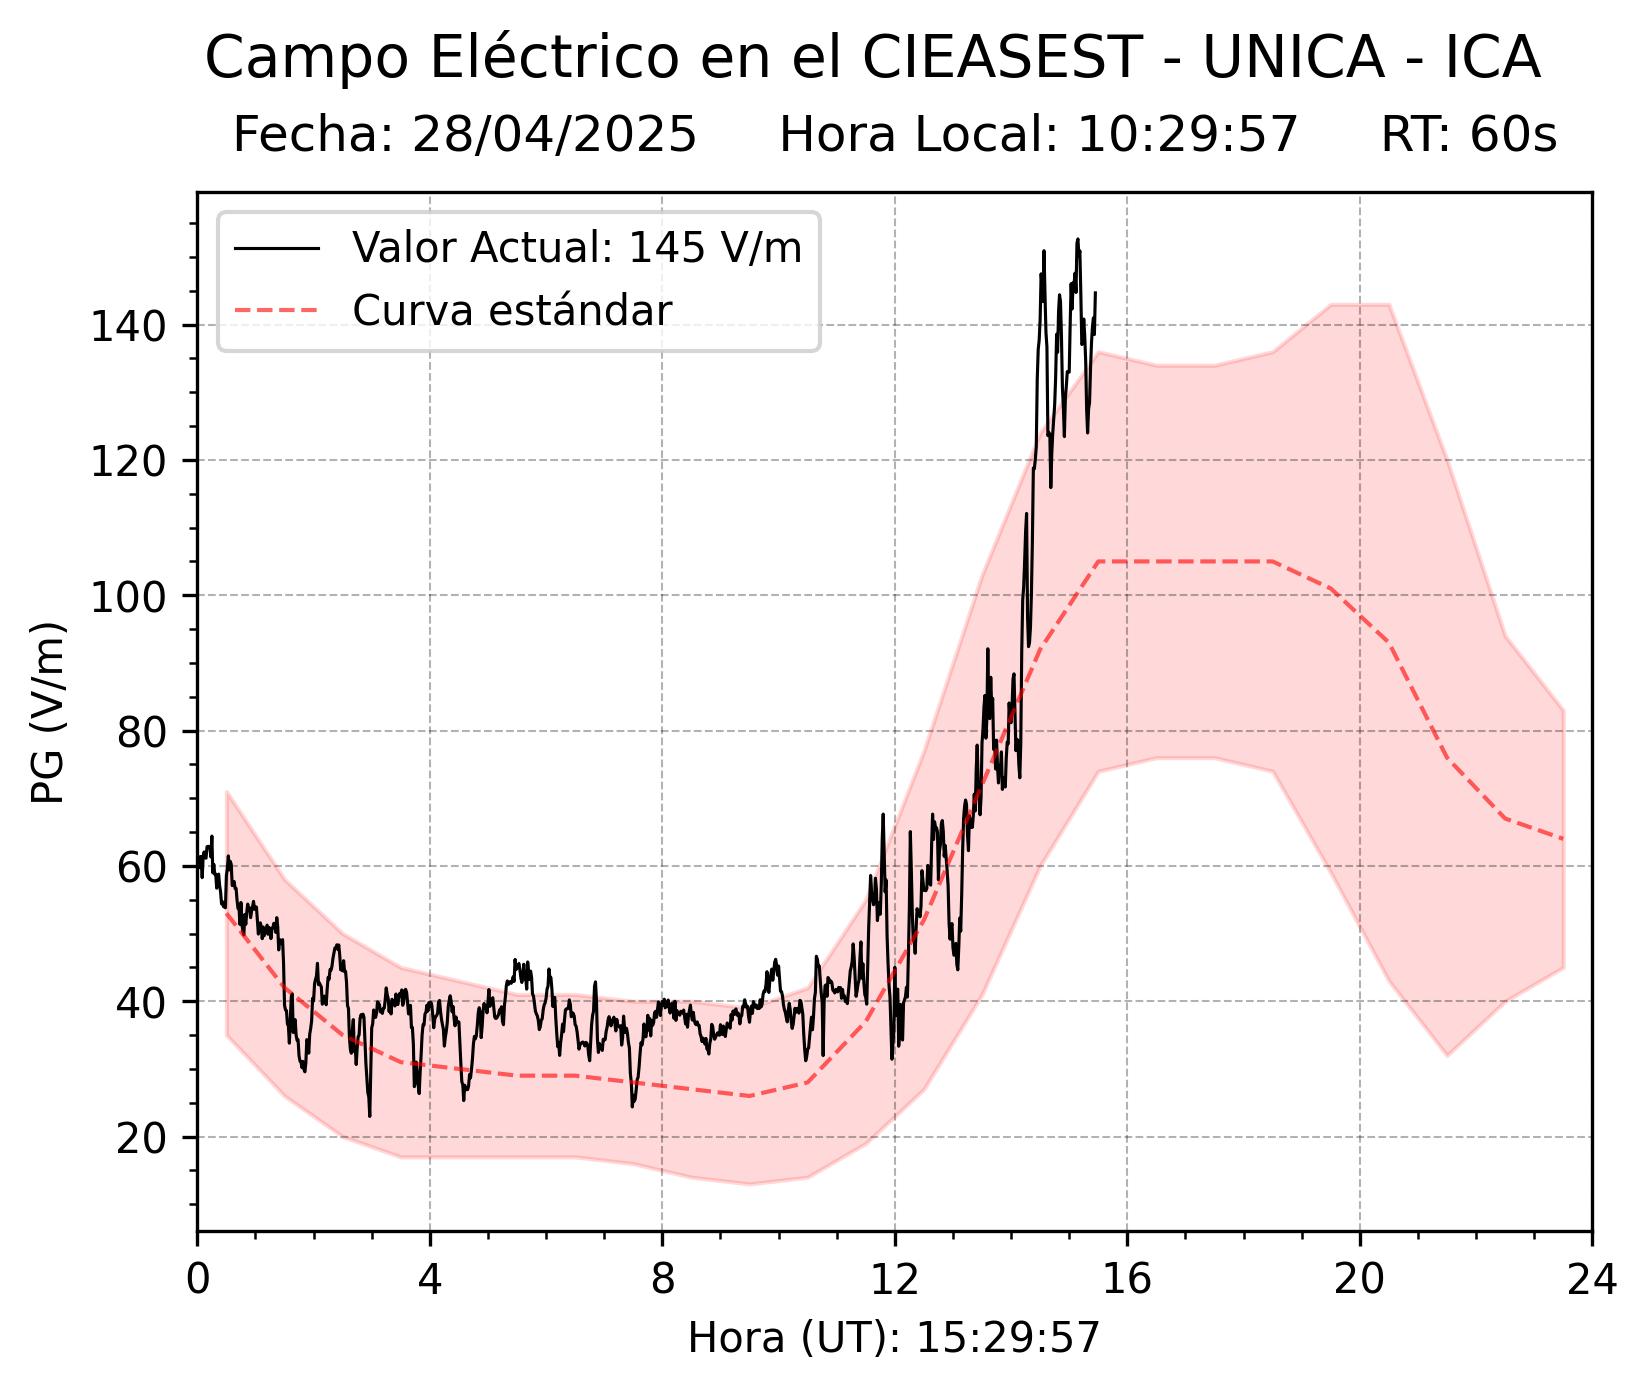 Campo Eléctrico en el CIEASEST - UNICA - ICA
Fecha: 28/04/2025 Hora Local: 10:29:57 RT: 60s
Valor Actual: 145 V/m
Curva estándar
140
120
100
80
60
40
20
PG (V/m)
0 4 8 12 16 20 24
Hora (UT): 15:29:57